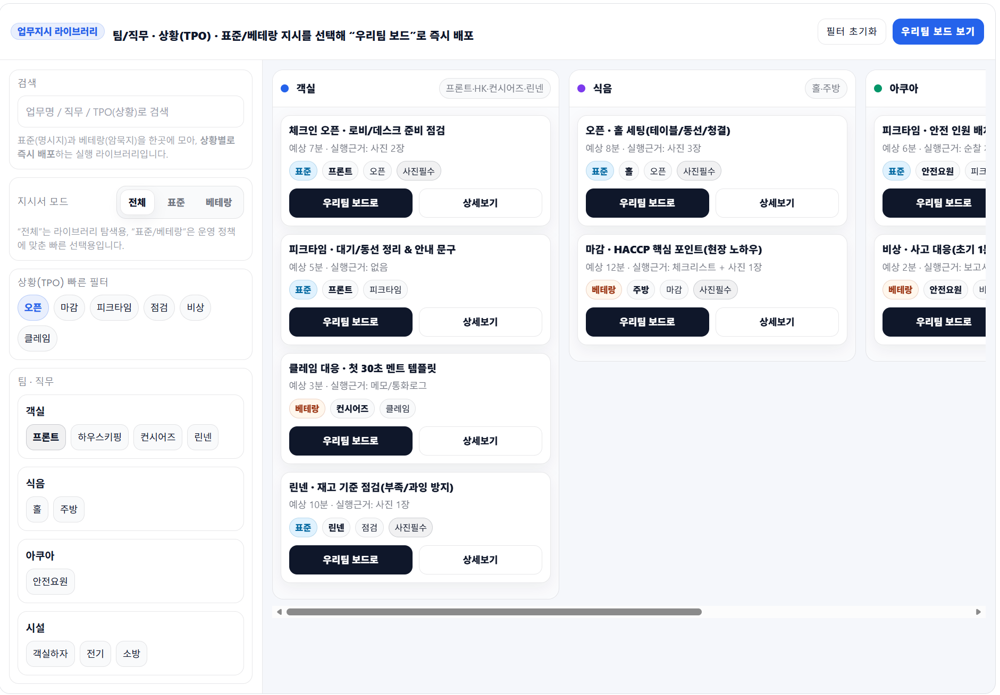 업무지시 라이브러리
팀/직무 · 상황(TPO) · 표준/베테랑 지시를 선택해 “우리팀 보드”로 즉시 배포
필터 초기화
우리팀 보드 보기
검색
업무명 / 직무 / TPO(상황)로 검색
표준(명시지)과 베테랑(암묵지)을 한곳에 모아, 상황별로
즉시 배포하는 실행 라이브러리입니다.
지시서 모드
전체
표준
베테랑
“전체”는 라이브러리 탐색용, “표준/베테랑”은 운영 정책
에 맞춘 빠른 선택용입니다.
상황(TPO) 빠른 필터
오픈
마감
피크타임
점검
비상
클레임
팀 · 직무
객실
프론트
하우스키핑
컨시어즈
린넨
식음
홀
주방
아쿠아
안전요원
시설
객실하자
전기
소방
객실
프론트·HK·컨시어즈·린넨
체크인 오픈 · 로비/데스크 준비 점검
예상 7분 · 실행근거: 사진 2장
표준
프론트
오픈
사진필수
우리팀 보드로
상세보기
피크타임 · 대기/동선 정리 & 안내 문구
예상 5분 · 실행근거: 없음
표준
프론트
피크타임
우리팀 보드로
상세보기
클레임 대응 · 첫 30초 멘트 템플릿
예상 3분 · 실행근거: 메모/통화로그
베테랑
컨시어즈
클레임
우리팀 보드로
상세보기
린넨 · 재고 기준 점검(부족/과잉 방지)
예상 10분 · 실행근거: 사진 1장
표준
린넨
점검
사진필수
우리팀 보드로
상세보기
식음
홀·주방
오픈 · 홀 세팅(테이블/동선/청결)
예상 8분 · 실행근거: 사진 3장
표준
홀
오픈
사진필수
우리팀 보드로
상세보기
마감 · HACCP 핵심 포인트(현장 노하우)
예상 12분 · 실행근거: 체크리스트 + 사진 1장
베테랑
주방
마감
사진필수
우리팀 보드로
상세보기
아쿠아
피크타임 · 안전 인원
예상 6분 · 실행근거: 순찰
표준
안전요원
피크
우리팀 보드로
비상 · 사고 대응(초기
예상 2분 · 실행근거:
베테랑
안전요원
우리팀 보드로